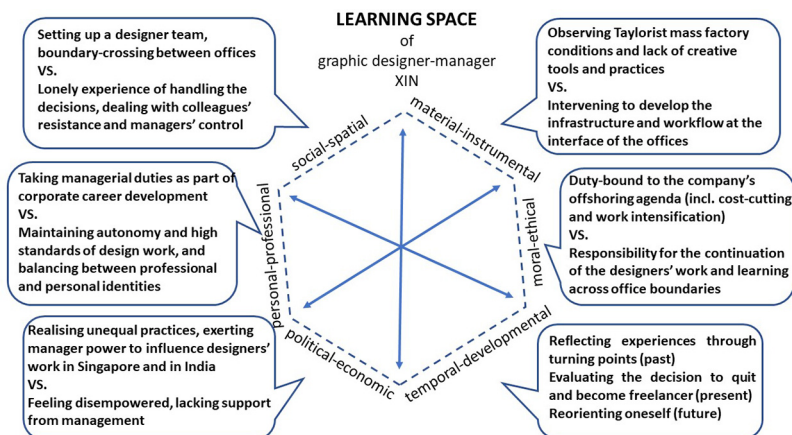 LEARNING SPACE
of
graphic designer-manager
XIN
Setting up a designer team,
boundary-crossing between offices
VS.
Lonely experience of handling the
decisions, dealing with colleagues'
resistance and managers' control
Observing Taylorist mass factory
conditions and lack of creative
tools and practices
VS.
Intervening to develop the
infrastructure and workflow at the
interface of the offices
social-spatial
material-instrumental
Taking managerial duties as part of
corporate career development
VS.
Maintaining autonomy and high
standards of design work, and
balancing between professional
and personal identities
personal-professional
moral-ethical
Duty-bound to the company's
offshoring agenda (incl. cost-cutting
and work intensification)
VS.
Responsibility for the continuation
of the designers' work and learning
across office boundaries
Realising unequal practices, exerting
manager power to influence designers'
work in Singapore and in India
VS.
Feeling disempowered, lacking support
from management
political-economic
temporal-developmental
Reflecting experiences through
turning points (past)
Evaluating the decision to quit
and become freelancer (present)
Reorienting oneself (future)